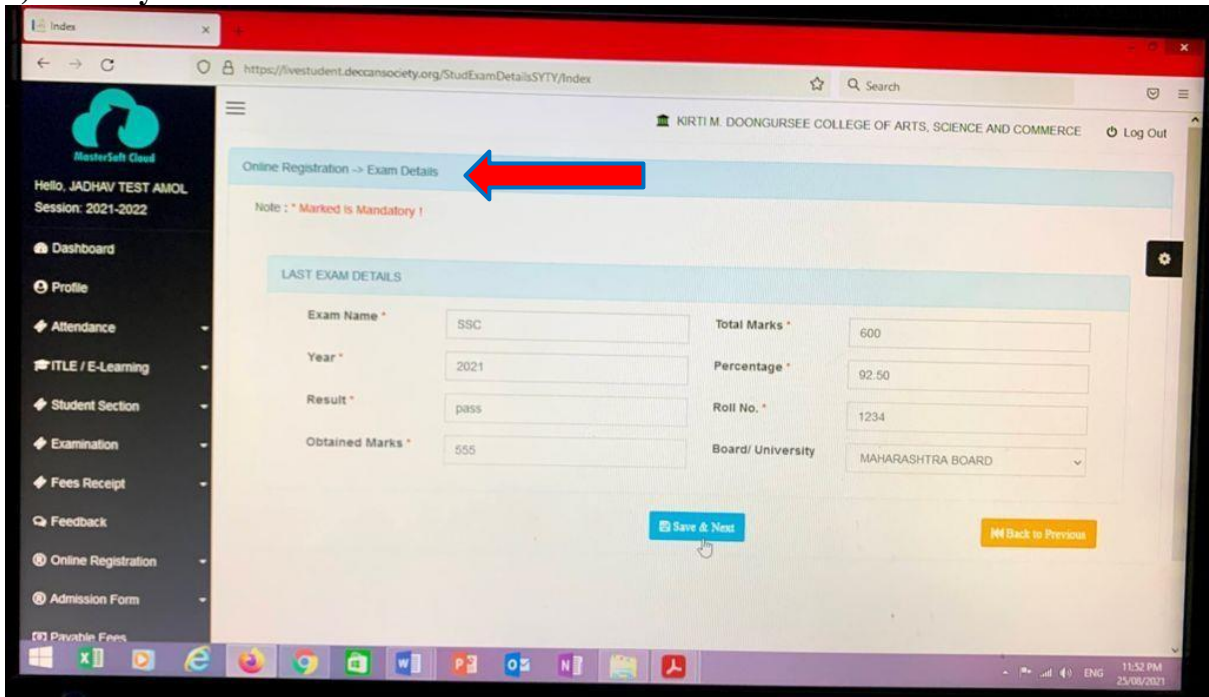 Index
https://livestudent.deccansociety.org/StudExamDetailsSYTY/Index
Search
MasterSoft Cloud
KIRTI M. DOONGURSEE COLLEGE OF ARTS, SCIENCE AND COMMERCE
Log Out
Hello, JADHAV TEST AMOL
Session: 2021-2022
Dashboard
Profile
Attendance
ITLE / E-Learning
Student Section
Examination
Fees Receipt
Feedback
Online Registration
Admission Form
Payable Fees
Online Registration -> Exam Details
Note : * Marked is Mandatory !
LAST EXAM DETAILS
Exam Name * SSC
Total Marks * 600
Year * 2021
Percentage * 92.50
Result * pass
Roll No. * 1234
Obtained Marks * 555
Board/ University MAHARASHTRA BOARD
Save & Next
Back to Previous
ENG
11:52 PM
25/08/2021